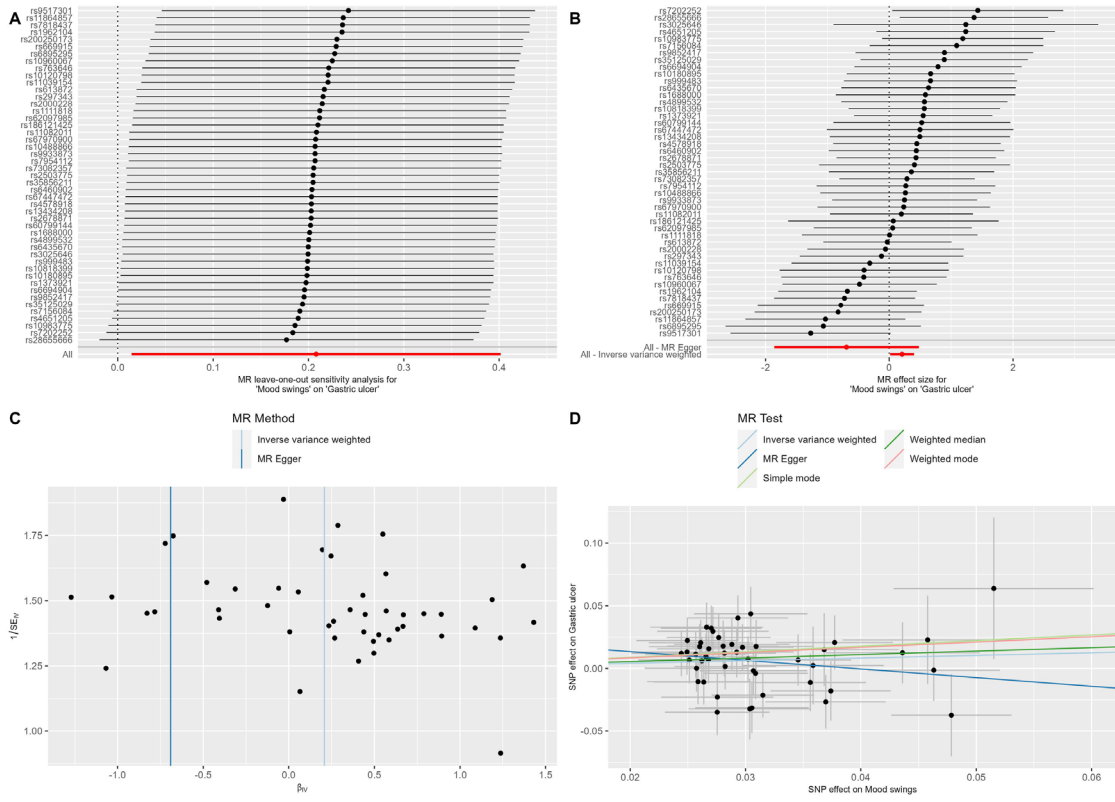 A
rs9517301
rs11864857
rs7818437
rs1962104
rs200250173
rs669915
rs6895295
rs10960067
rs763646
rs10120798
rs11039154
rs613872
rs297343
rs2000228
rs1111818
rs62097985
rs186121425
rs11082011
rs67970900
rs10488866
rs9933873
rs7954112
rs73082357
rs2503775
rs35856211
rs6460902
rs67447472
rs4578918
rs13434208
rs2678871
rs60799144
rs1688000
rs4899532
rs6435670
rs3025646
rs999483
rs10818399
rs10180895
rs1373921
rs6694904
rs9852417
rs35125029
rs7156084
rs4651205
rs10983775
rs7202252
rs28655666
All
0.0
0.1
0.2
0.3
0.4
MR leave-one-out sensitivity analysis for
'Mood swings' on 'Gastric ulcer'
B
rs7202252
rs28655666
rs3025646
rs4651205
rs10983775
rs7156084
rs9852417
rs35125029
rs6694904
rs10180895
rs999483
rs6435670
rs1688000
rs4899532
rs10818399
rs1373921
rs60799144
rs67447472
rs13434208
rs4578918
rs6460902
rs2678871
rs2503775
rs35856211
rs73082357
rs7954112
rs10488866
rs9933873
rs67970900
rs11082011
rs186121425
rs62097985
rs1111818
rs613872
rs2000228
rs297343
rs11039154
rs10120798
rs763646
rs10960067
rs1962104
rs7818437
rs669915
rs200250173
rs11864857
rs6895295
rs9517301
All - MR Egger
All - Inverse variance weighted
-2
0
2
MR effect size for
'Mood swings' on 'Gastric ulcer'
C
MR Method
Inverse variance weighted
MR Egger
1/SE_IV
1.75
1.50
1.25
1.00
-1.0
-0.5
0.0
0.5
1.0
1.5
β_IV
D
MR Test
Inverse variance weighted
MR Egger
Simple mode
Weighted median
Weighted mode
SNP effect on Gastric ulcer
0.10
0.05
0.00
-0.05
0.02
0.03
0.04
0.05
0.06
SNP effect on Mood swings